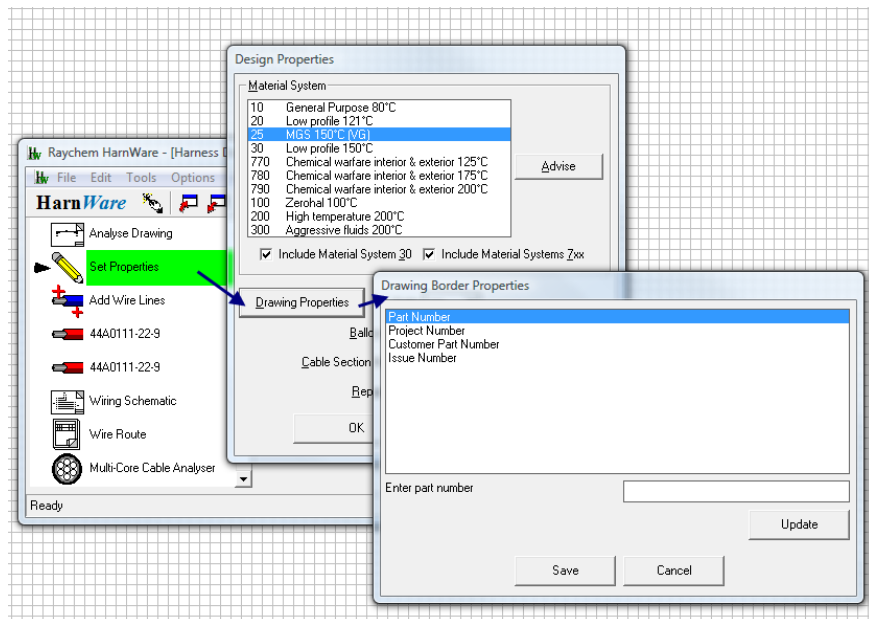 Design Properties
Material System
10 General Purpose 80°C
20 Low profile 121°C
25 MGS 150°C (VG)
30 Low profile 150°C
770 Chemical warfare interior & exterior 125°C
780 Chemical warfare interior & exterior 175°C
790 Chemical warfare interior & exterior 200°C
100 Zerohal 100°C
200 High temperature 200°C
300 Aggressive fluids 200°C
Advise
Include Material System 30 Include Material Systems 7xx
Drawing Properties
Cable Section
OK
Raychem HarnWare - [Harness
File Edit Tools Options
HarnWare
Analyse Drawing
Set Properties
Add Wire Lines
44A0111-22-9
44A0111-22-9
Wiring Schematic
Wire Route
Multi-Core Cable Analyser
Ready
Drawing Border Properties
Part Number
Project Number
Customer Part Number
Issue Number
Enter part number
Update
Save Cancel